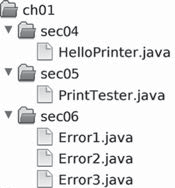 ch01
sec04
HelloPrinter.java
sec05
PrintTester.java
sec06
Error1.java
Error2.java
Error3.java